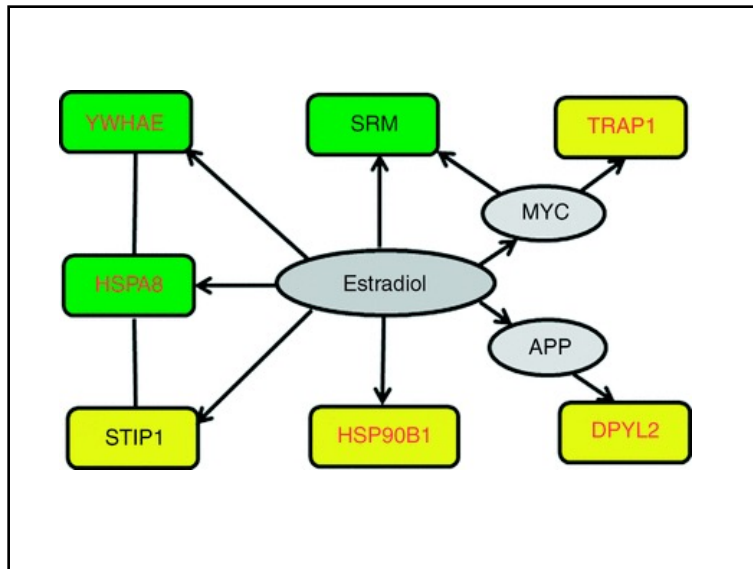 YWHAE
SRM
TRAP1
MYC
HSPA8
Estradiol
APP
STIP1
HSP90B1
DPYL2